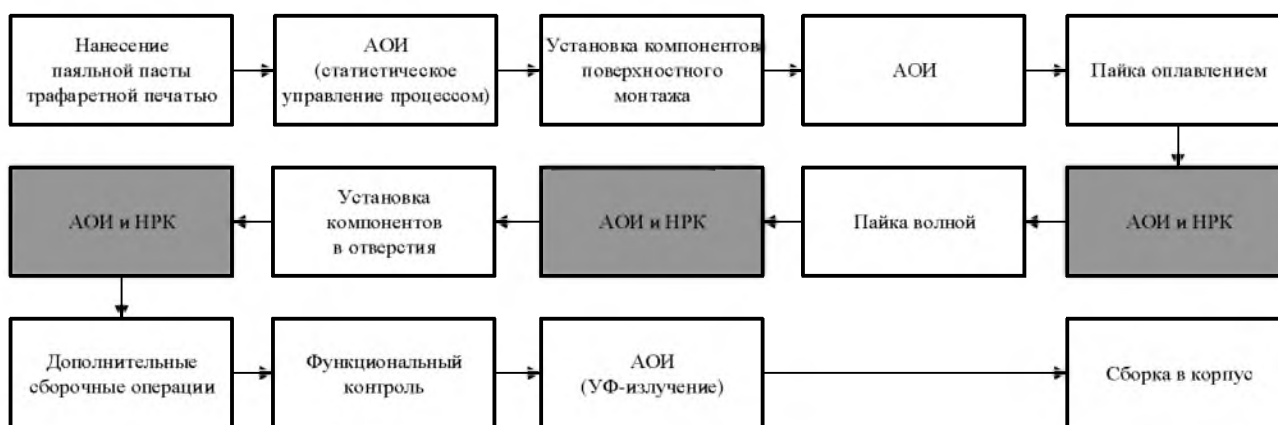 Нанесение
паяльной пасты
трафаретной печатью
АОИ
(статистическое
управление процессом)
Установка компонентов
поверхностного
монтажа
АОИ
Пайка оплавлением
АОИ и НРК
Установка
компонентов
в отверстия
АОИ и НРК
Пайка волной
АОИ и НРК
Дополнительные
сборочные операции
Функциональный
контроль
АОИ
(УФ-излучение)
Сборка в корпус